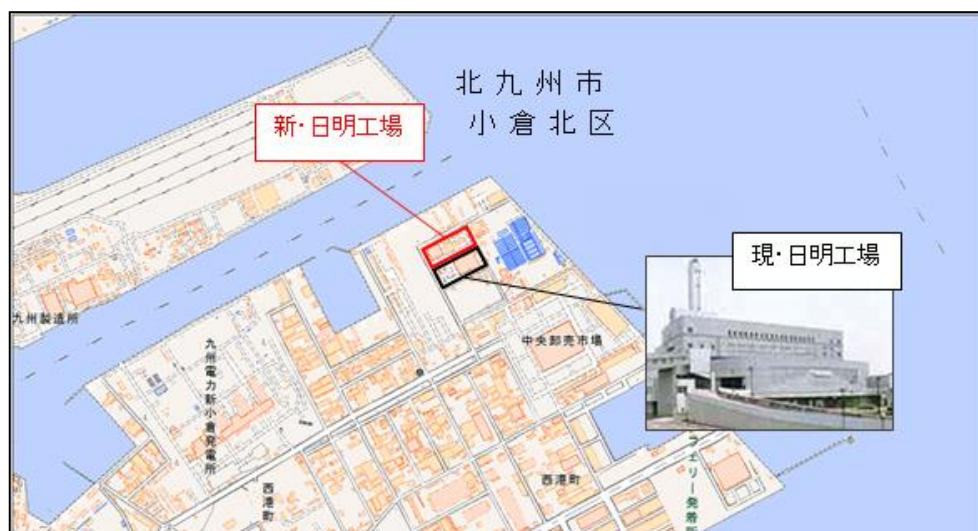 北九州市
小倉北区
新・日明工場
現・日明工場
九州製造所
中央卸売市場
九州電力新小倉発電所
西港町
西港町
フェリー発着所